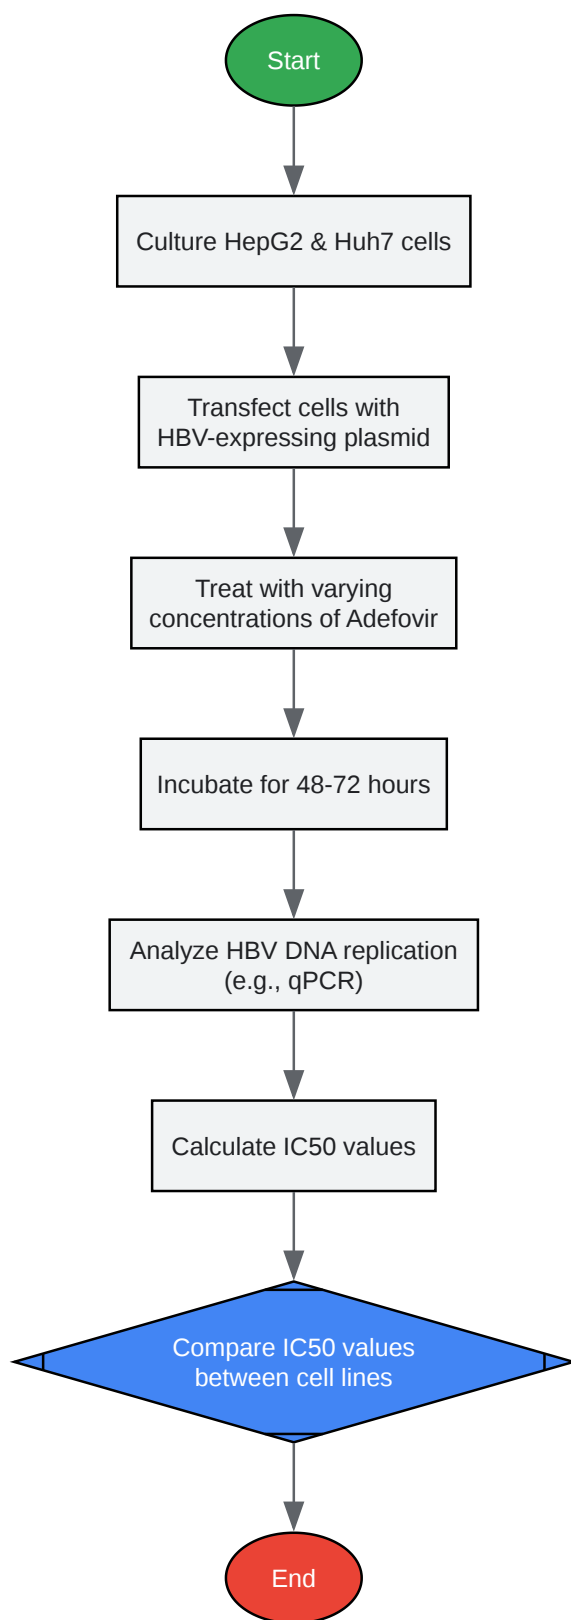 Start
Culture HepG2 & Huh7 cells
Transfect cells with
HBV-expressing plasmid
Treat with varying
concentrations of Adefovir
Incubate for 48-72 hours
Analyze HBV DNA replication
(e.g., qPCR)
Calculate IC50 values
Compare IC50 values
between cell lines
End